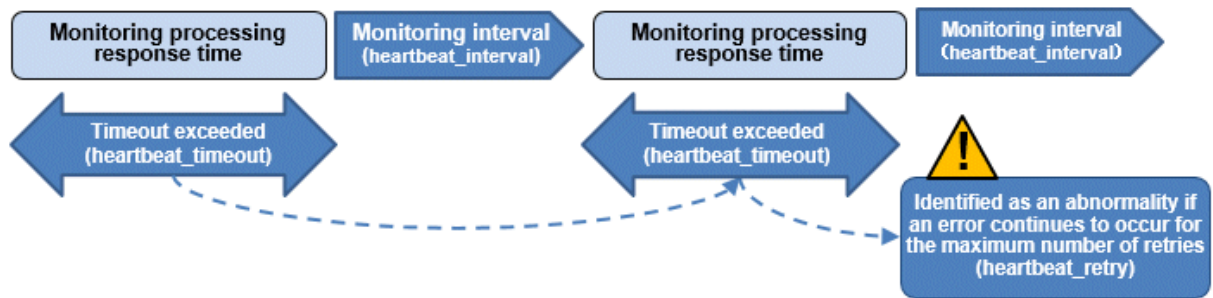 Monitoring processing
response time
Monitoring interval
(heartbeat_interval)
Monitoring processing
response time
Monitoring interval
(heartbeat_interval)
Timeout exceeded
(heartbeat_timeout)
Timeout exceeded
(heartbeat_timeout)
!
Identified as an abnormality if
an error continues to occur for
the maximum number of retries
(heartbeat_retry)